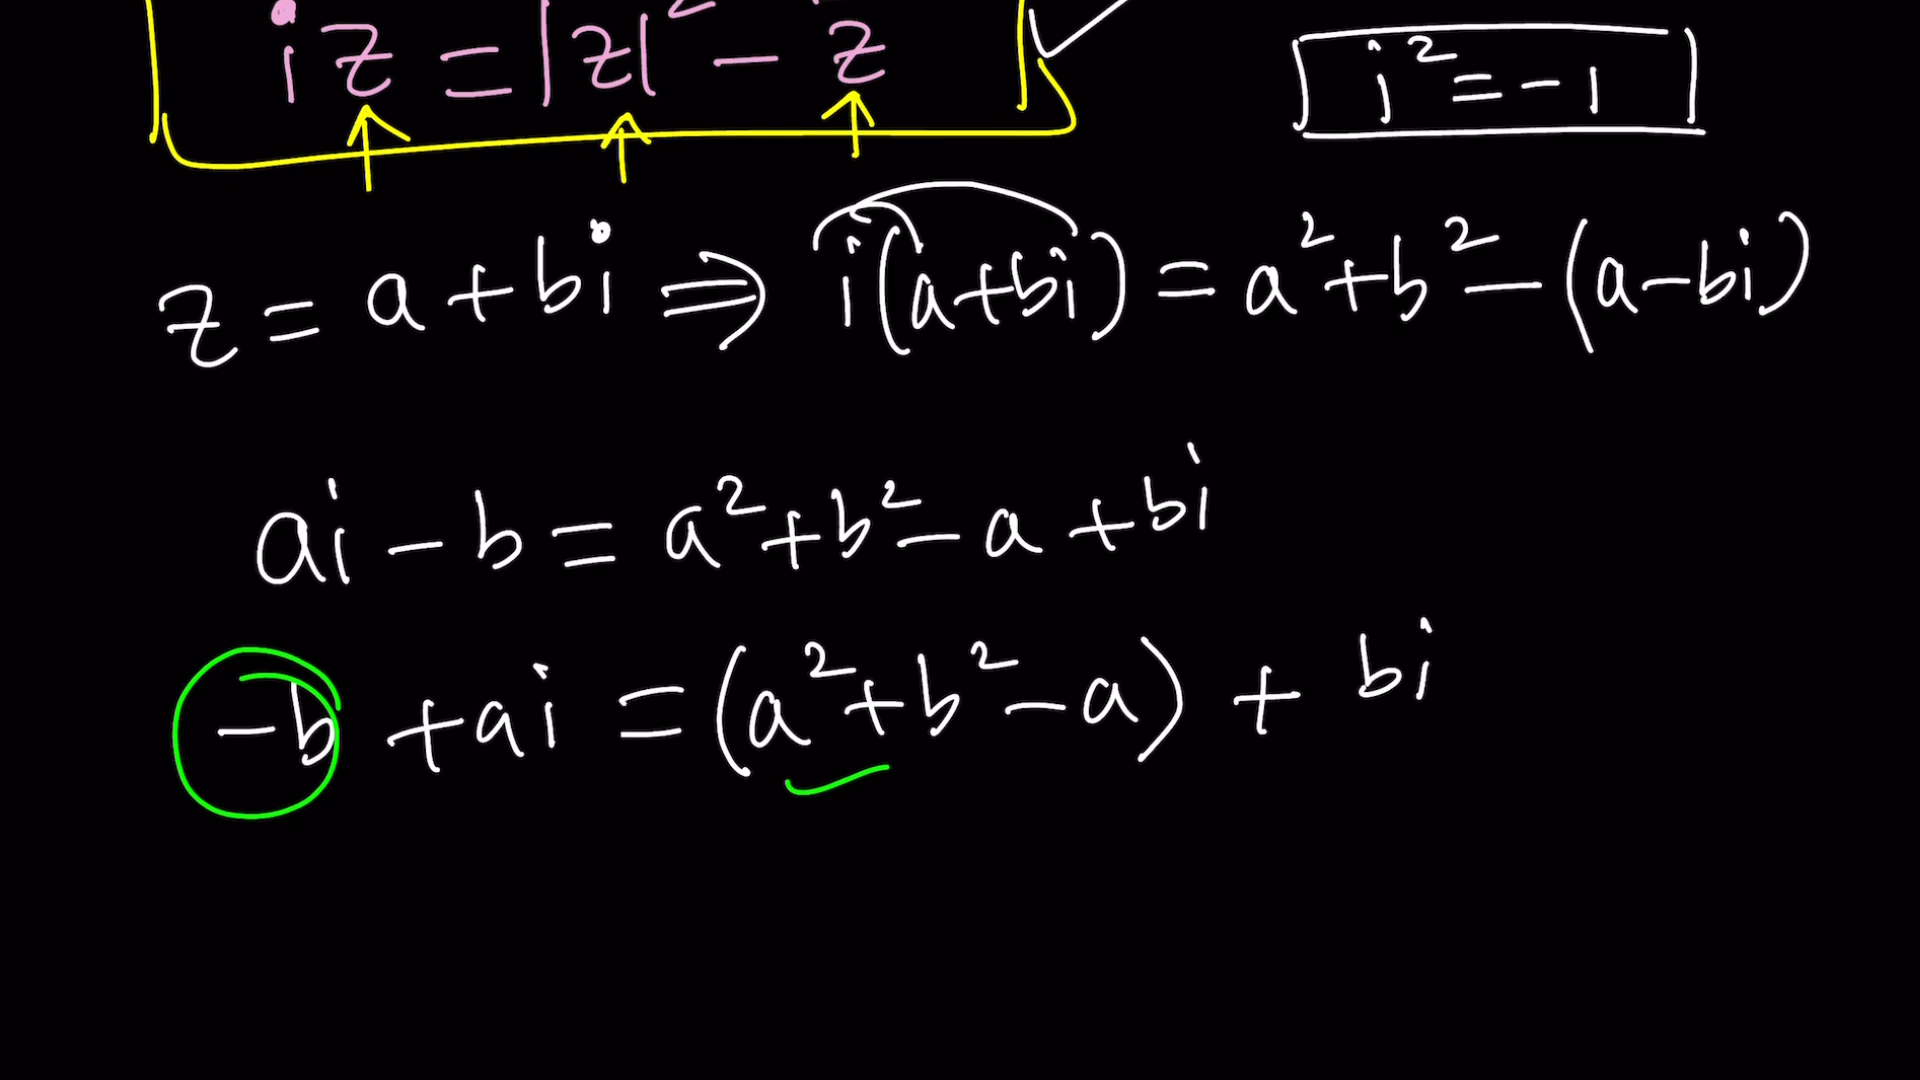 iz = |z|² - z̅
i² = -1
z = a + bi ⇒ i(a+bi) = a² + b² - (a-bi)
ai - b = a² + b² - a + bi
-b + ai = (a² + b² - a) + bi